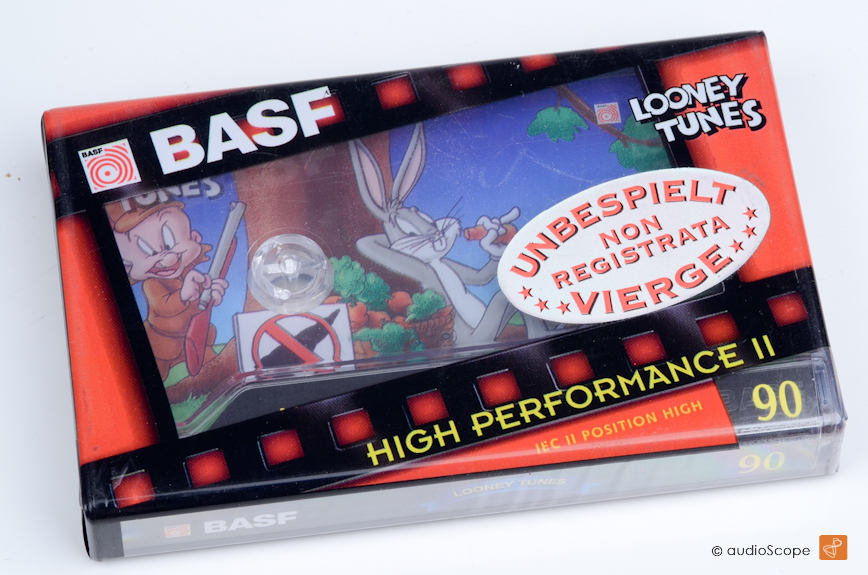 BASF
BASF
LOONEY
TUNES
TUNES
UNBESPIELT
NON
REGISTRATA
VIERGE
HIGH PERFORMANCE II
IEC II POSITION HIGH
90
90
LOONEY TUNES
BASF
© audioScope